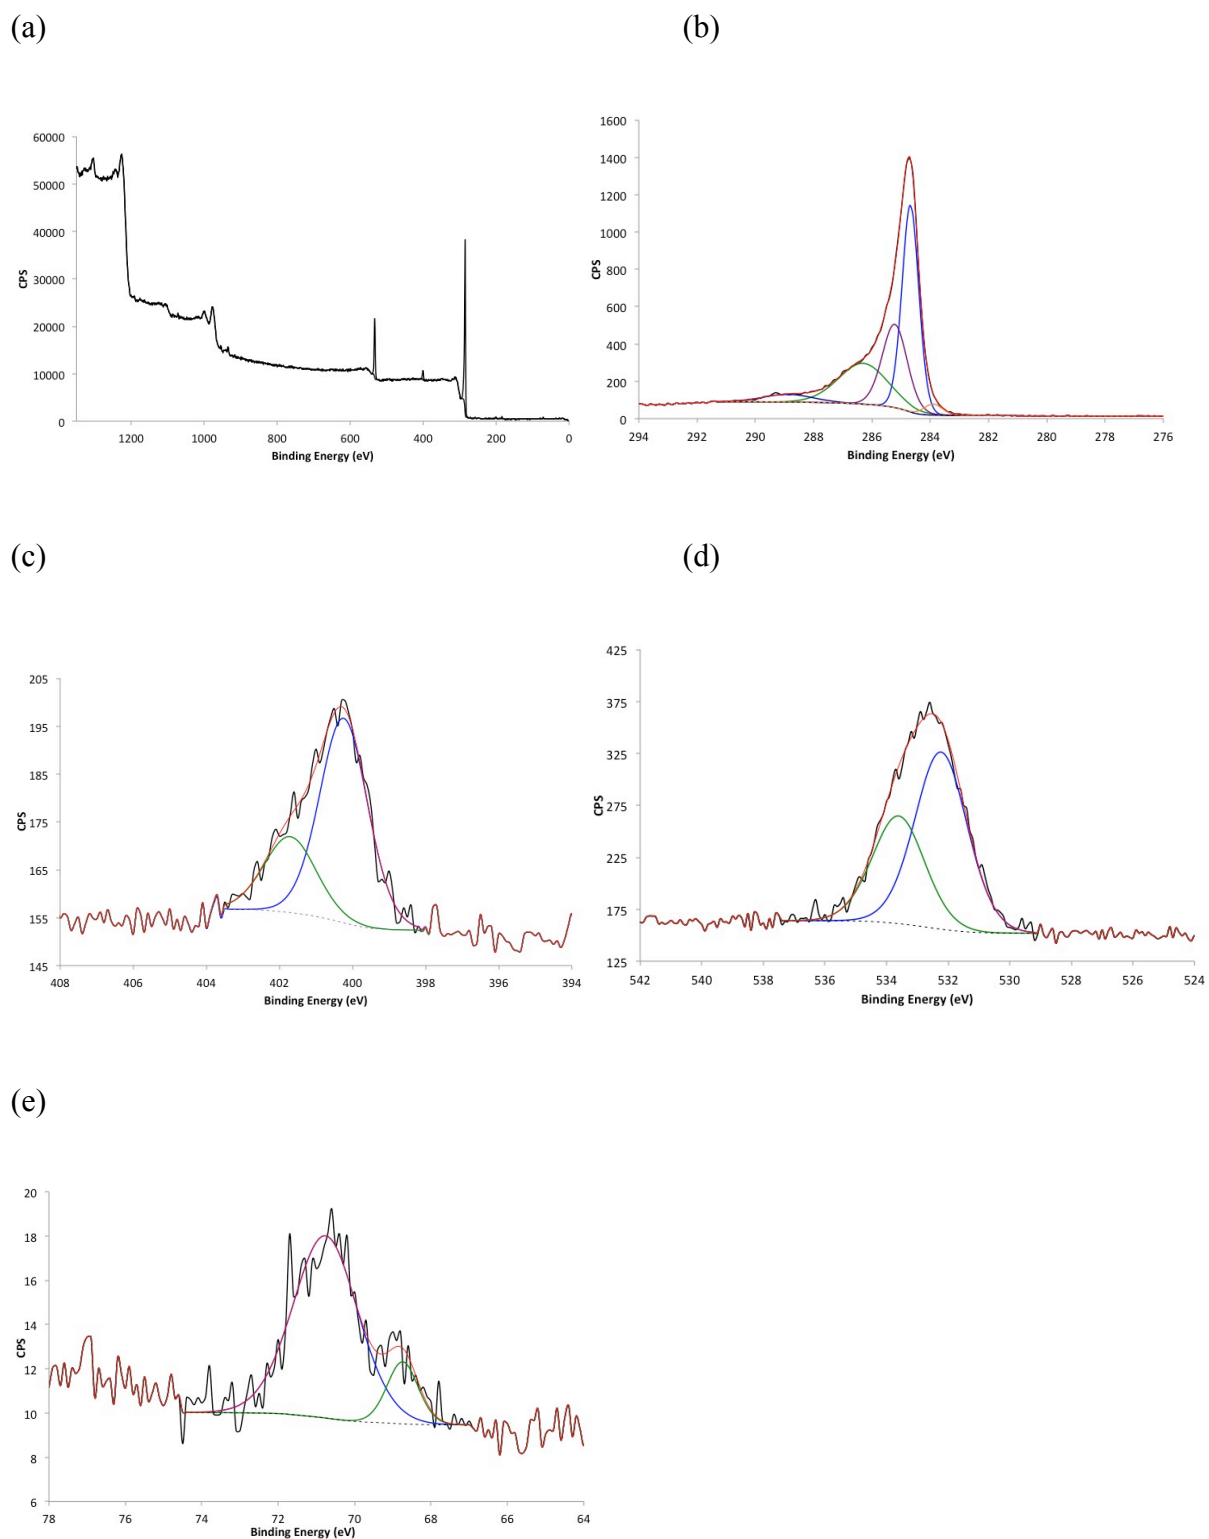 (a)
60000
50000
40000
30000
20000
10000
0
CPS
1200 1000 800 600 400 200 0
Binding Energy (eV)
(b)
1600
1400
1200
1000
800
600
400
200
0
CPS
294 292 290 288 286 284 282 280 278 276
Binding Energy (eV)
(c)
205
195
185
175
165
155
145
CPS
408 406 404 402 400 398 396 394
Binding Energy (eV)
(d)
425
375
325
275
225
175
125
CPS
542 540 538 536 534 532 530 528 526 524
Binding Energy (eV)
(e)
20
18
16
14
12
10
8
6
CPS
78 76 74 72 70 68 66 64
Binding Energy (eV)